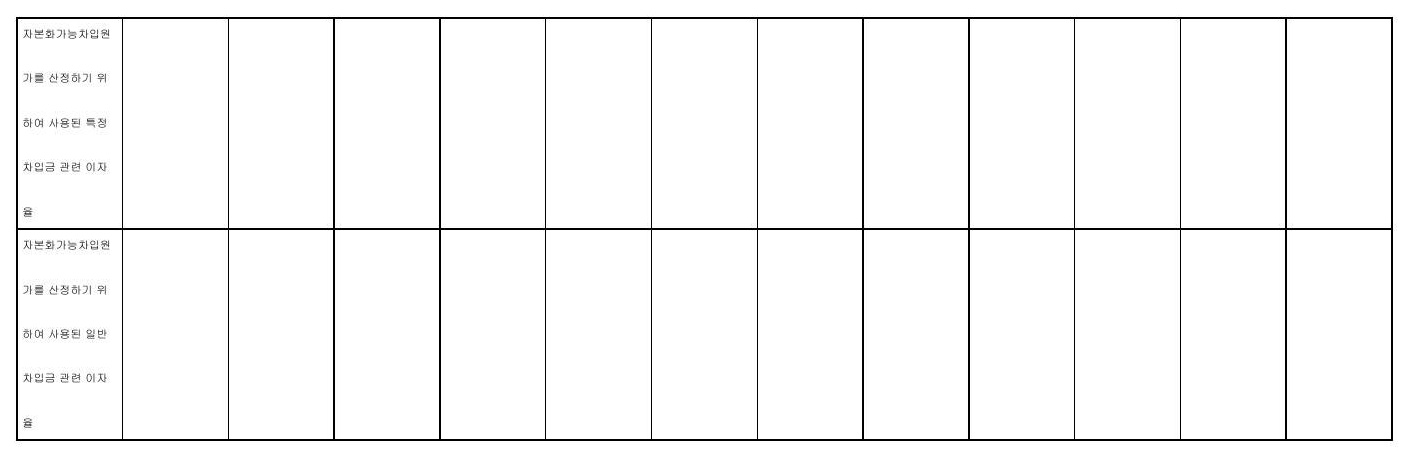 자본화가능차입원
가를 산정하기 위
하여 사용된 특정
차입금 관련 이자
율
자본화가능차입원
가를 산정하기 위
하여 사용된 일반
차입금 관련 이자
율